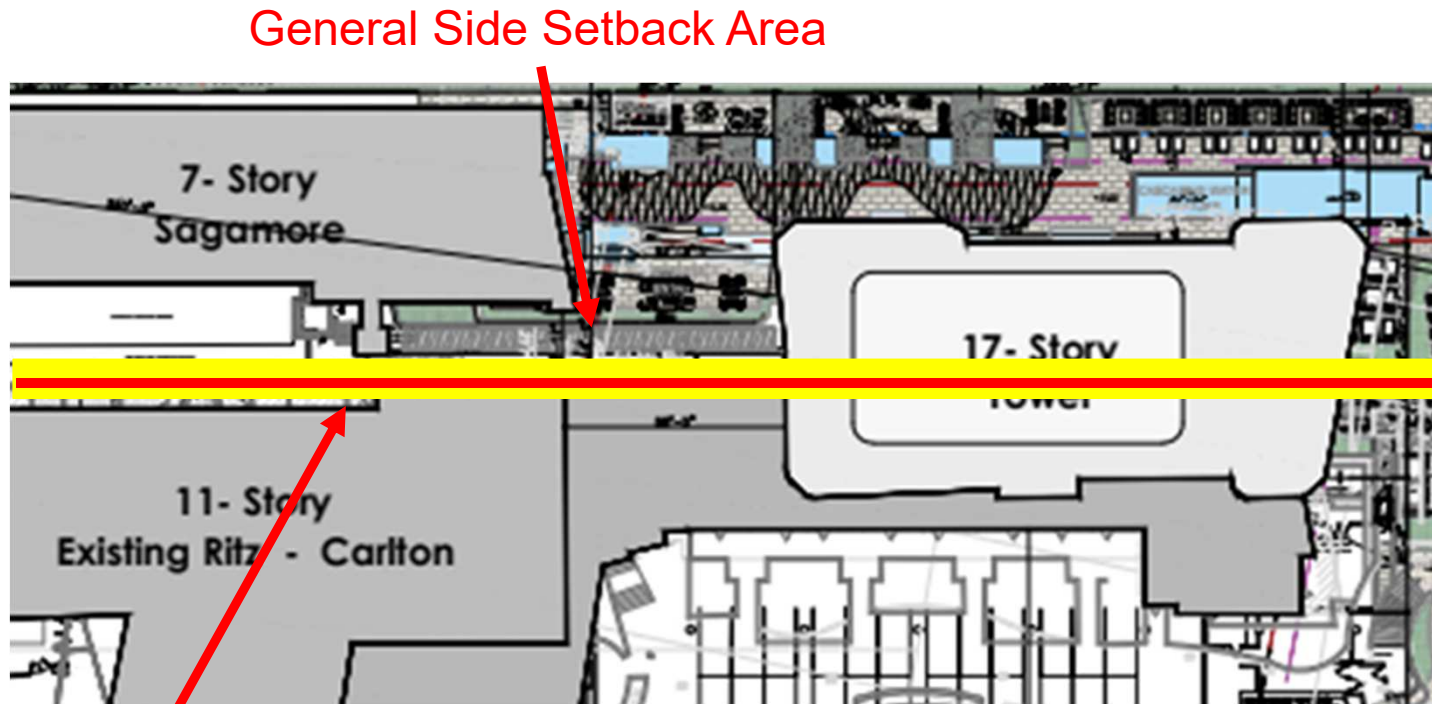 General Side Setback Area
7- Story
Sagamore
17- Story
Tower
11- Story
Existing Ritz - Carlton